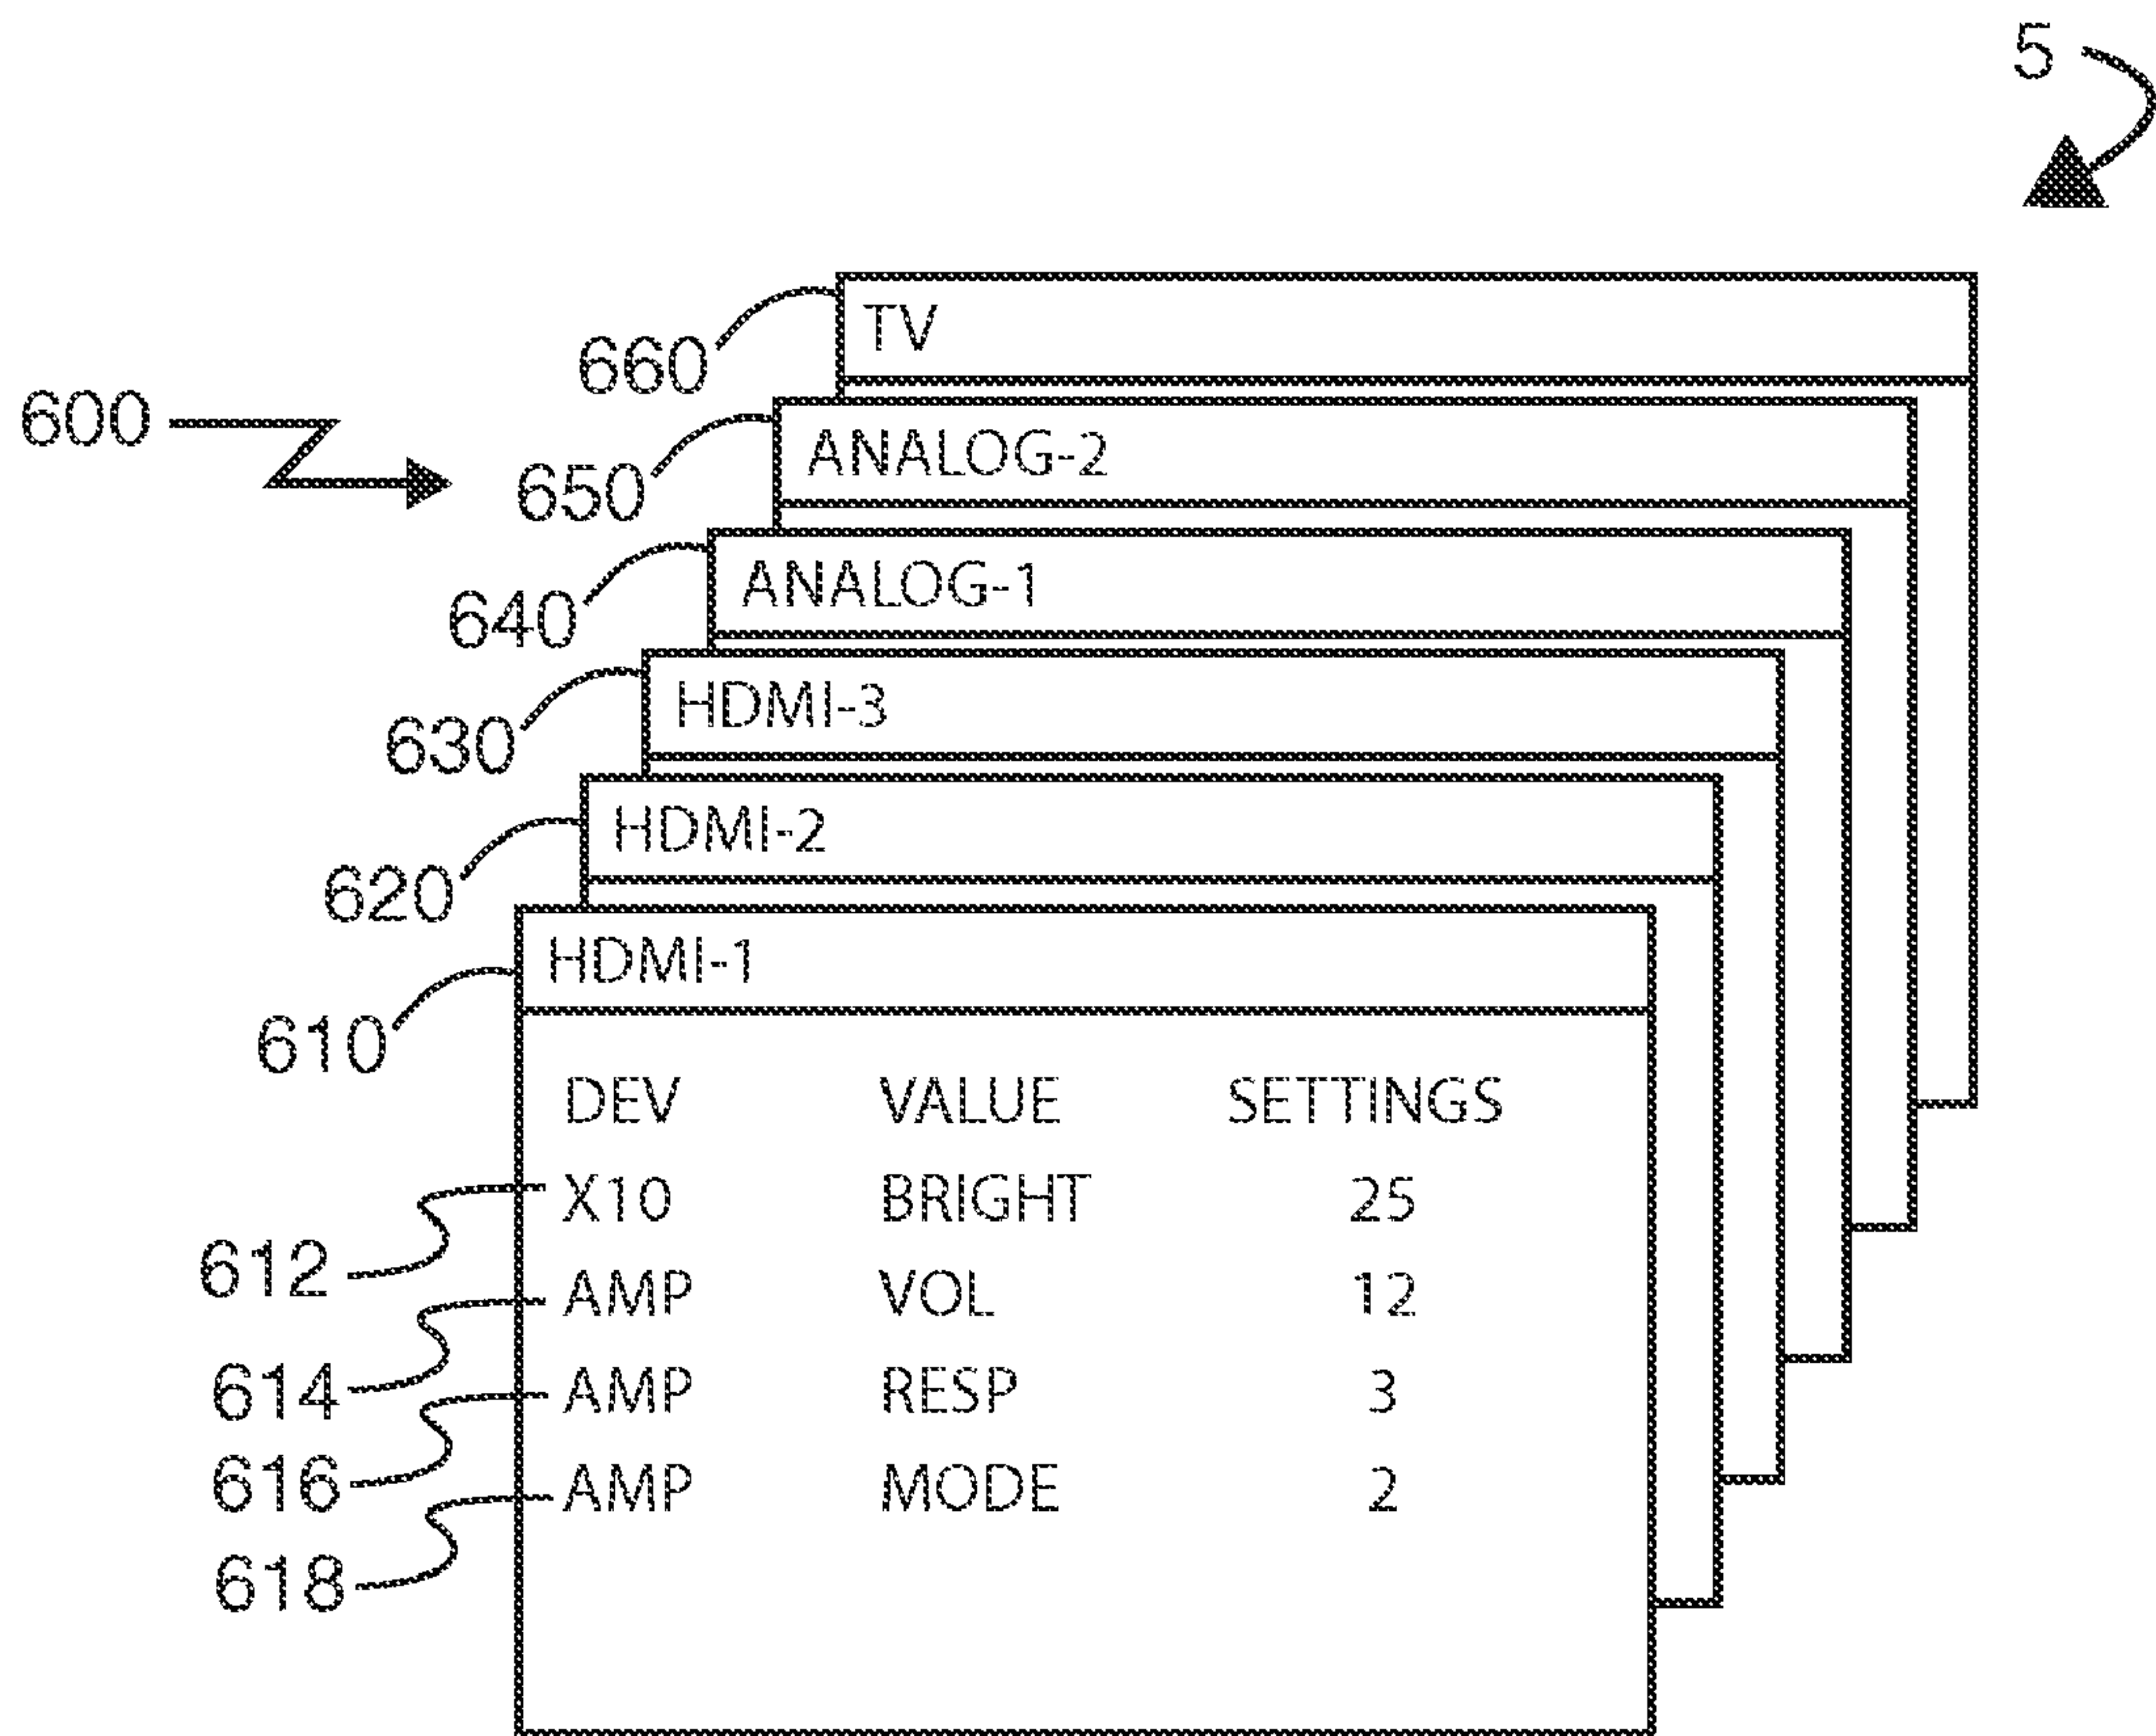 5
TV
660
600
ANALOG-2
650
ANALOG-1
640
HDMI-3
630
HDMI-2
620
HDMI-1
610
DEV VALUE SETTINGS
X10 BRIGHT 25
612
AMP VOL 12
614
AMP RESP 3
616
AMP MODE 2
618